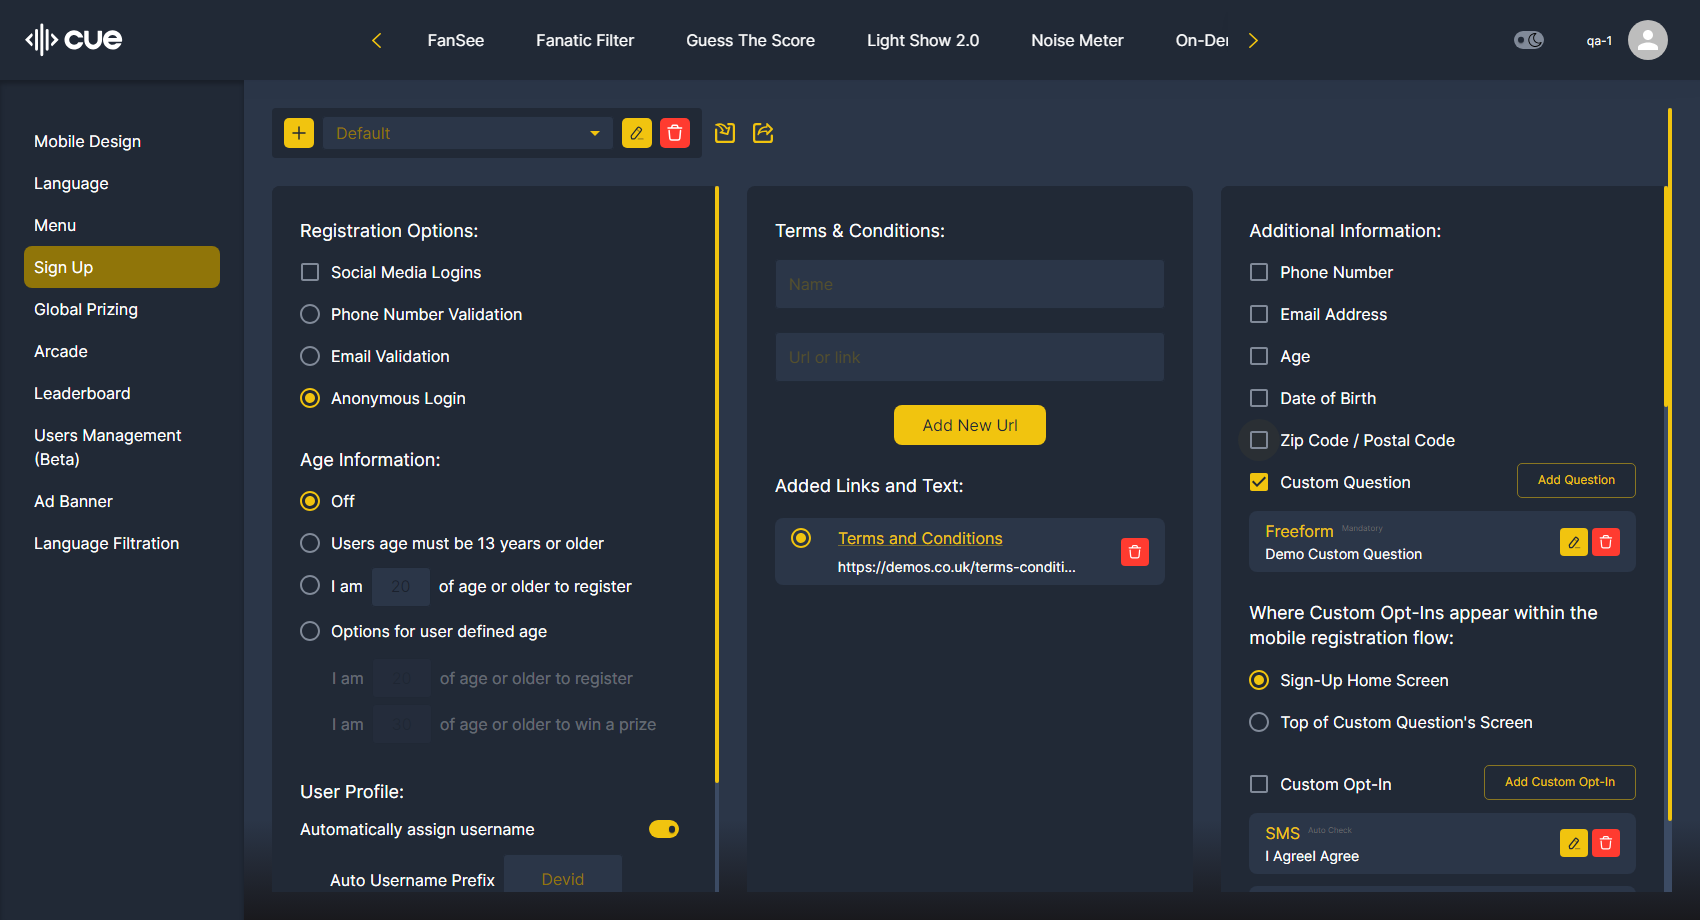 cue
FanSee
Fanatic Filter
Guess The Score
Light Show 2.0
Noise Meter
On-Der
qa-1
Mobile Design
Language
Menu
Sign Up
Global Prizing
Arcade
Leaderboard
Users Management
(Beta)
Ad Banner
Language Filtration
Default
Registration Options:
Social Media Logins
Phone Number Validation
Email Validation
Anonymous Login
Age Information:
Off
Users age must be 13 years or older
I am 20 of age or older to register
Options for user defined age
I am 20 of age or older to register
I am of age or older to win a prize
User Profile:
Automatically assign username
Auto Username Prefix Devid
Terms & Conditions:
Name
Url or link
Add New Url
Added Links and Text:
Terms and Conditions
https://demos.co.uk/terms-conditi...
Additional Information:
Phone Number
Email Address
Age
Date of Birth
Zip Code / Postal Code
Custom Question Add Question
Freeform Mandatory
Demo Custom Question
Where Custom Opt-Ins appear within the
mobile registration flow:
Sign-Up Home Screen
Top of Custom Question's Screen
Custom Opt-In Add Custom Opt-In
SMS Auto Check
I AgreeI Agree